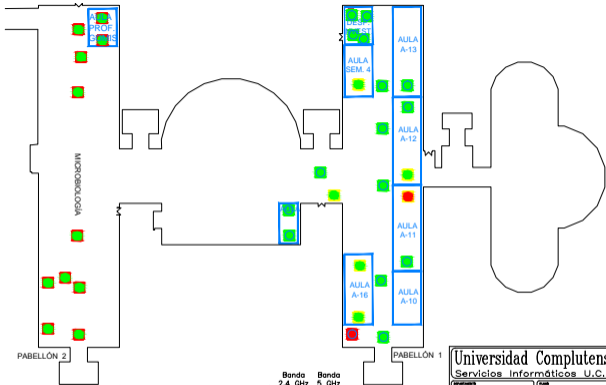 AULA
PROF.
DESP.
AULA
A-13
AULA
SEM. 4
AULA
A-12
MICROBIOLOGÍA
AULA
A-11
AULA
A-16
AULA
A-10
PABELLÓN 2
PABELLÓN 1
Banda Banda
2.4 GHz 5 GHz
Universidad Complutens
Servicios Informáticos U.C.